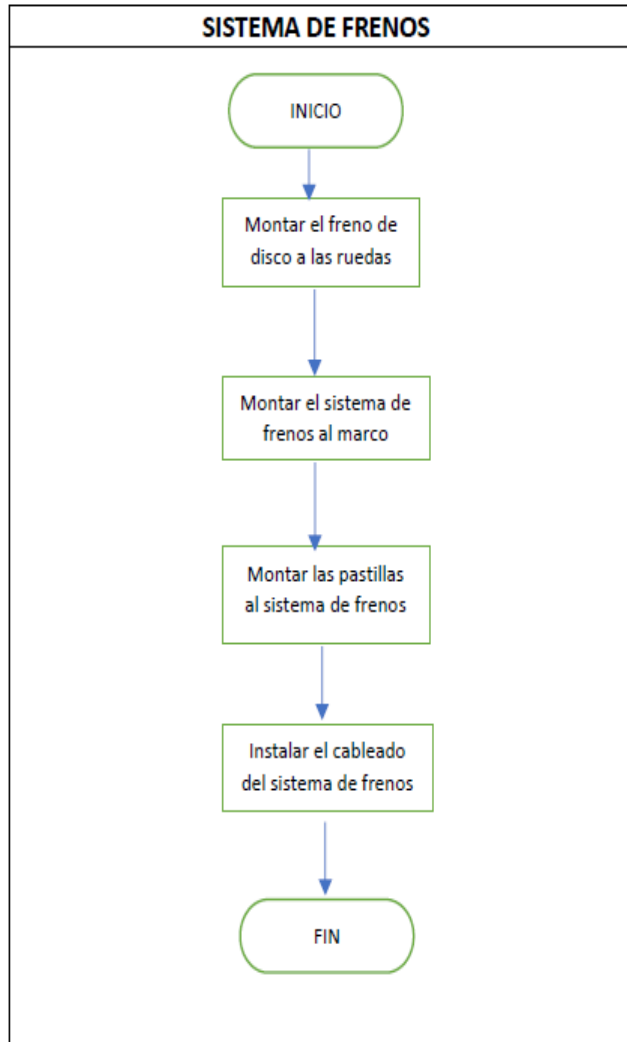 SISTEMA DE FRENOS
INICIO
Montar el freno de
disco a las ruedas
Montar el sistema de
frenos al marco
Montar las pastillas
al sistema de frenos
Instalar el cableado
del sistema de frenos
FIN